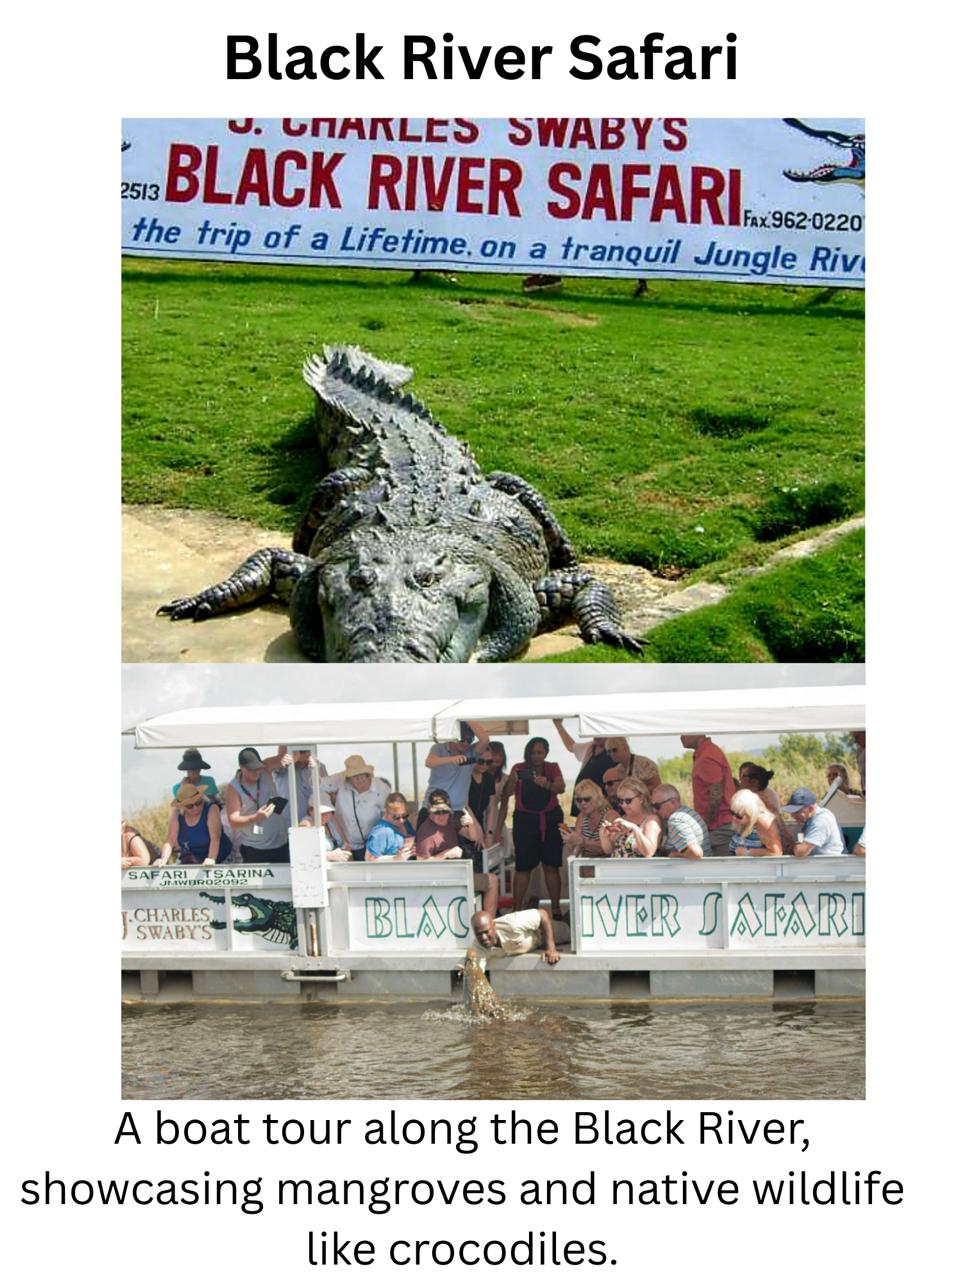 Black River Safari
J. CHARLES SWABY'S
2513 BLACK RIVER SAFARI FAX.962-0220
the trip of a Lifetime, on a tranquil Jungle Rive
SAFARI TSARINA
JMWBR02092
J.CHARLES
SWABY'S
BLAC IVER SAFARI
A boat tour along the Black River,
showcasing mangroves and native wildlife
like crocodiles.